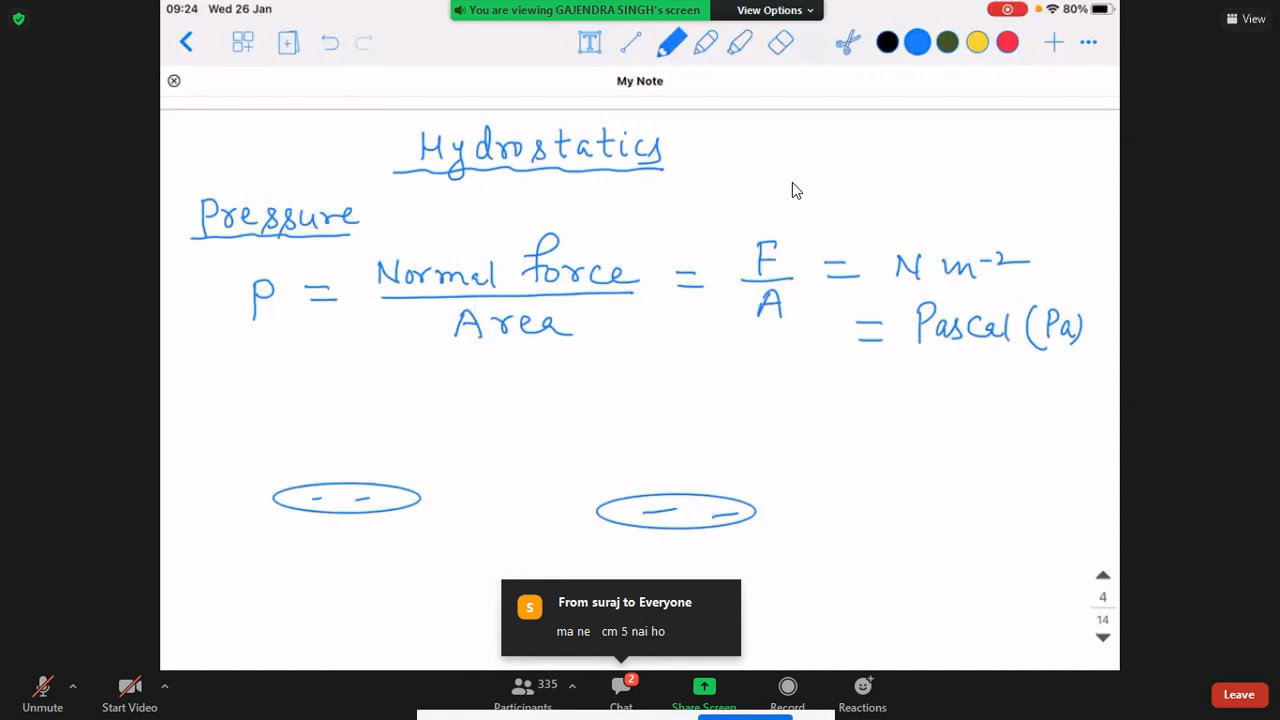 09:24 Wed 26 Jan
You are viewing GAJENDRA SINGH's screen
View Options
80%
View
T
My Note
Hydrostatics
Pressure
P = Normal force / Area = F / A = N m⁻²
= Pascal (Pa)
4
14
S
From suraj to Everyone
ma ne cm 5 nai ho
Unmute
Start Video
335
Participants
2
Chat
Share Screen
Record
Reactions
Leave